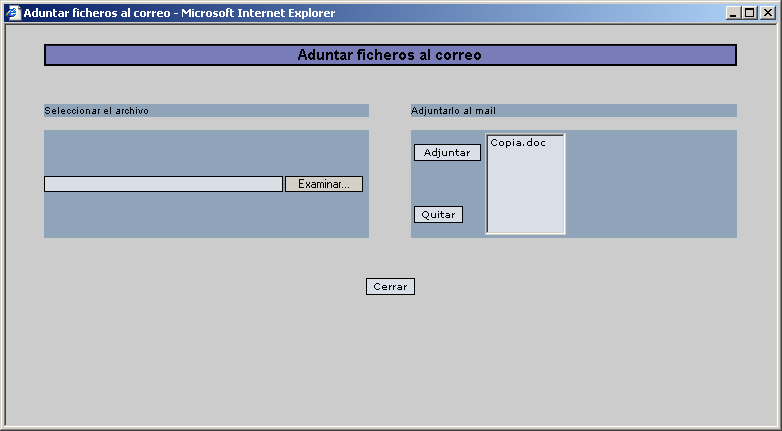 Aduntar ficheros al correo - Microsoft Internet Explorer
Aduntar ficheros al correo
Seleccionar el archivo
Adjuntarlo al mail
Examinar...
Adjuntar
Copia.doc
Quitar
Cerrar